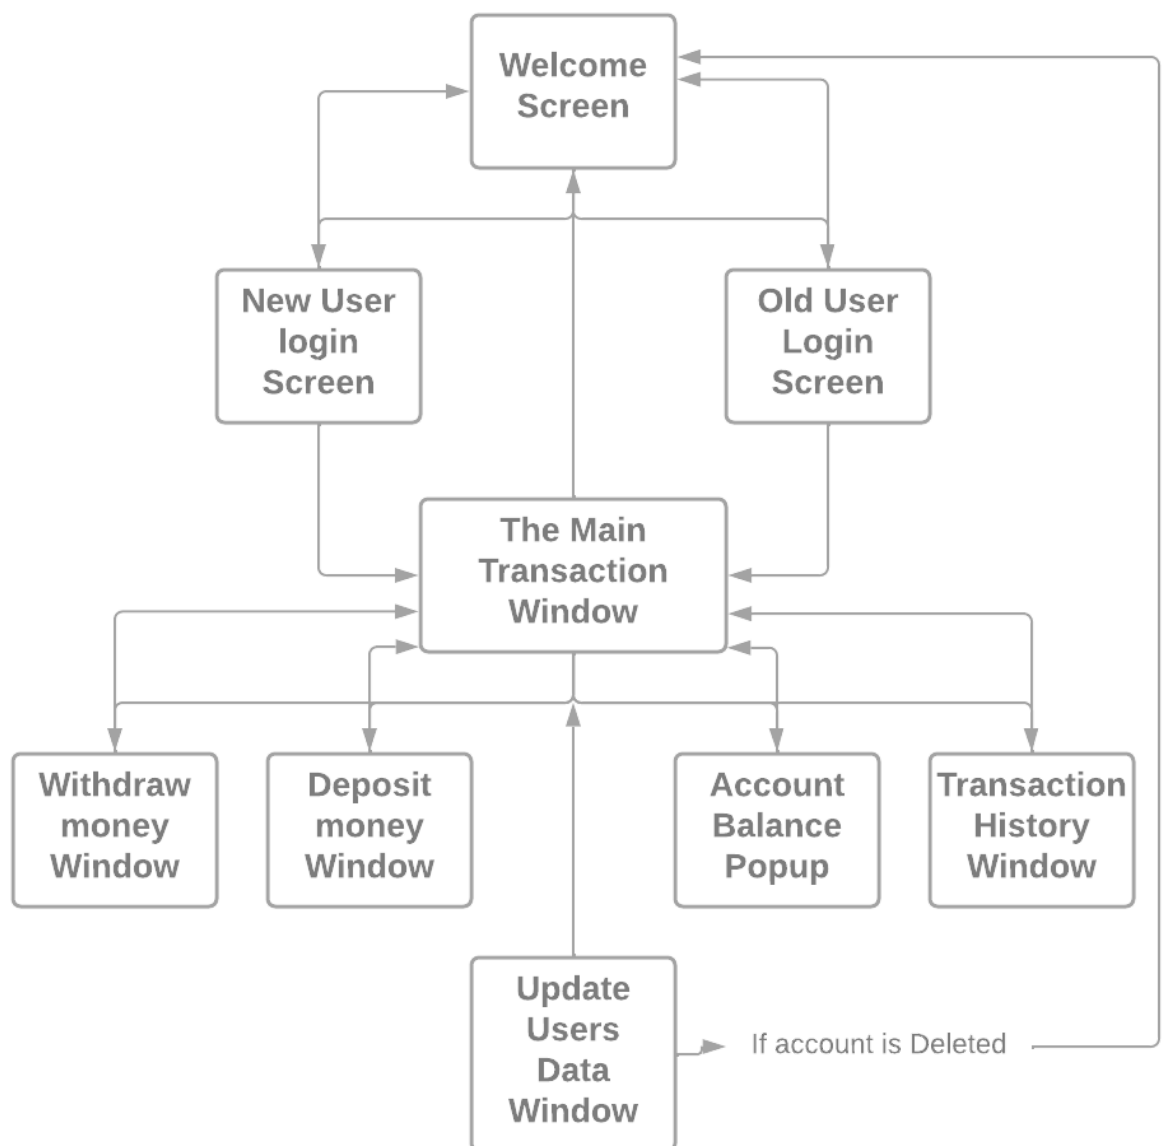 Welcome
Screen
New User
login
Screen
Old User
Login
Screen
The Main
Transaction
Window
Withdraw
money
Window
Deposit
money
Window
Account
Balance
Popup
Transaction
History
Window
Update
Users
Data
Window
If account is Deleted